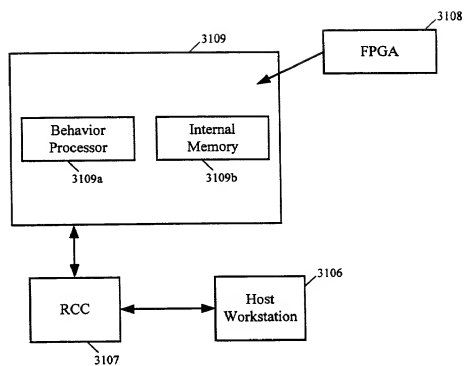 3109
3108
FPGA
Behavior
Processor
Internal
Memory
3109a
3109b
3106
RCC
Host
Workstation
3107